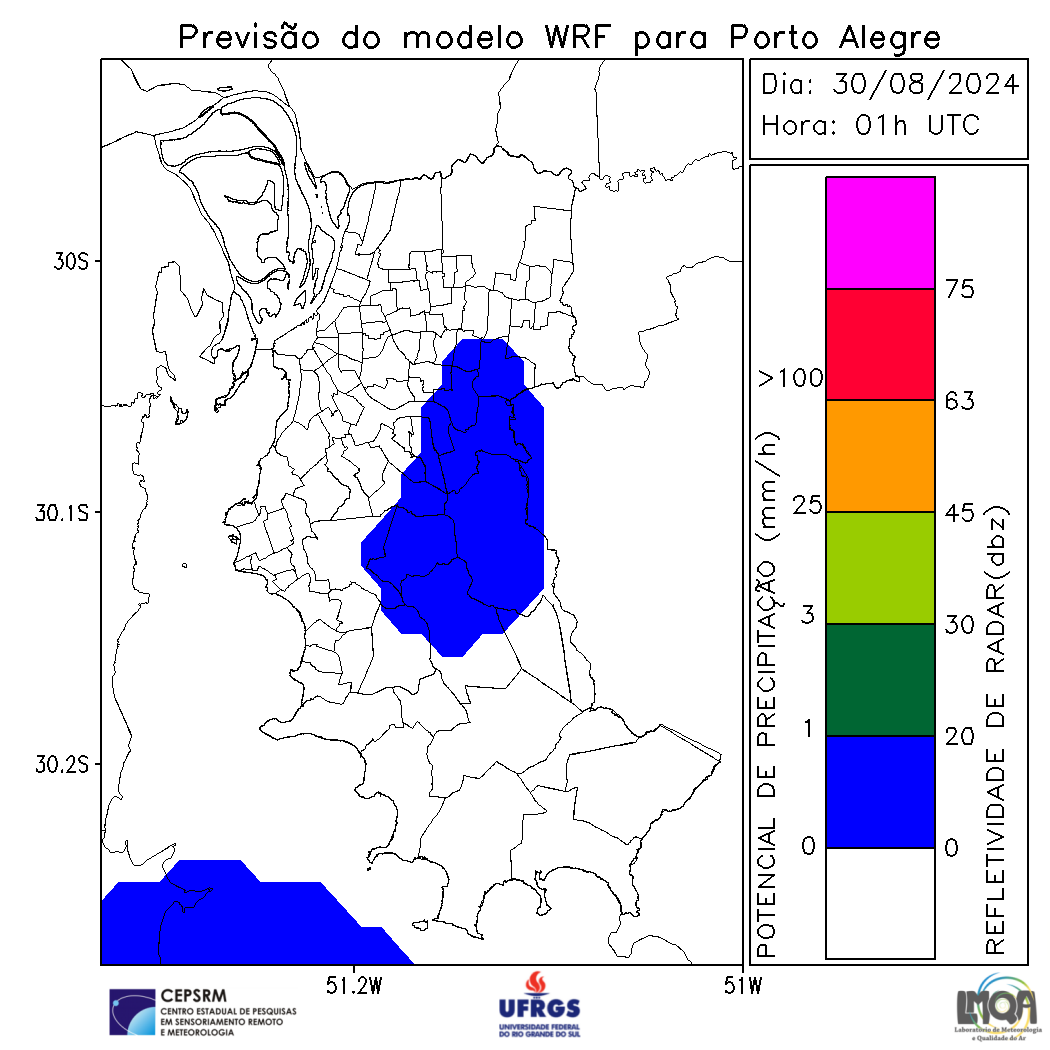 Previsão do modelo WRF para Porto Alegre
Dia: 30/08/2024
Hora: 01h UTC
30S
30.1S
30.2S
51.2W
51W
POTENCIAL DE PRECIPITAÇÃO (mm/h)
>100
25
3
1
0
75
63
45
30
20
0
REFLETIVIDADE DE RADAR(dbz)
CEPSRM
CENTRO ESTADUAL DE PESQUISAS
EM SENSORIAMENTO REMOTO
E METEOROLOGIA
UFRGS
UNIVERSIDADE FEDERAL
DO RIO GRANDE DO SUL
LMQA
Laboratório de Meteorologia
e Qualidade do Ar